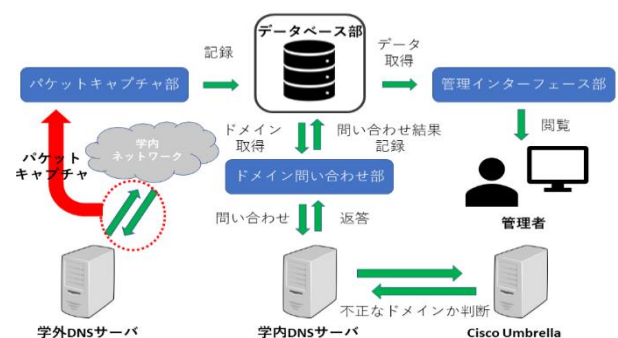 データベース部
記録
データ
取得
パケットキャプチャ部
管理インターフェース部
学内
ネットワーク
ドメイン
取得
問い合わせ結果
記録
閲覧
パケット
キャプチャ
ドメイン問い合わせ部
管理者
問い合わせ
返答
不正なドメインか判断
学外DNSサーバ
学内DNSサーバ
Cisco Umbrella